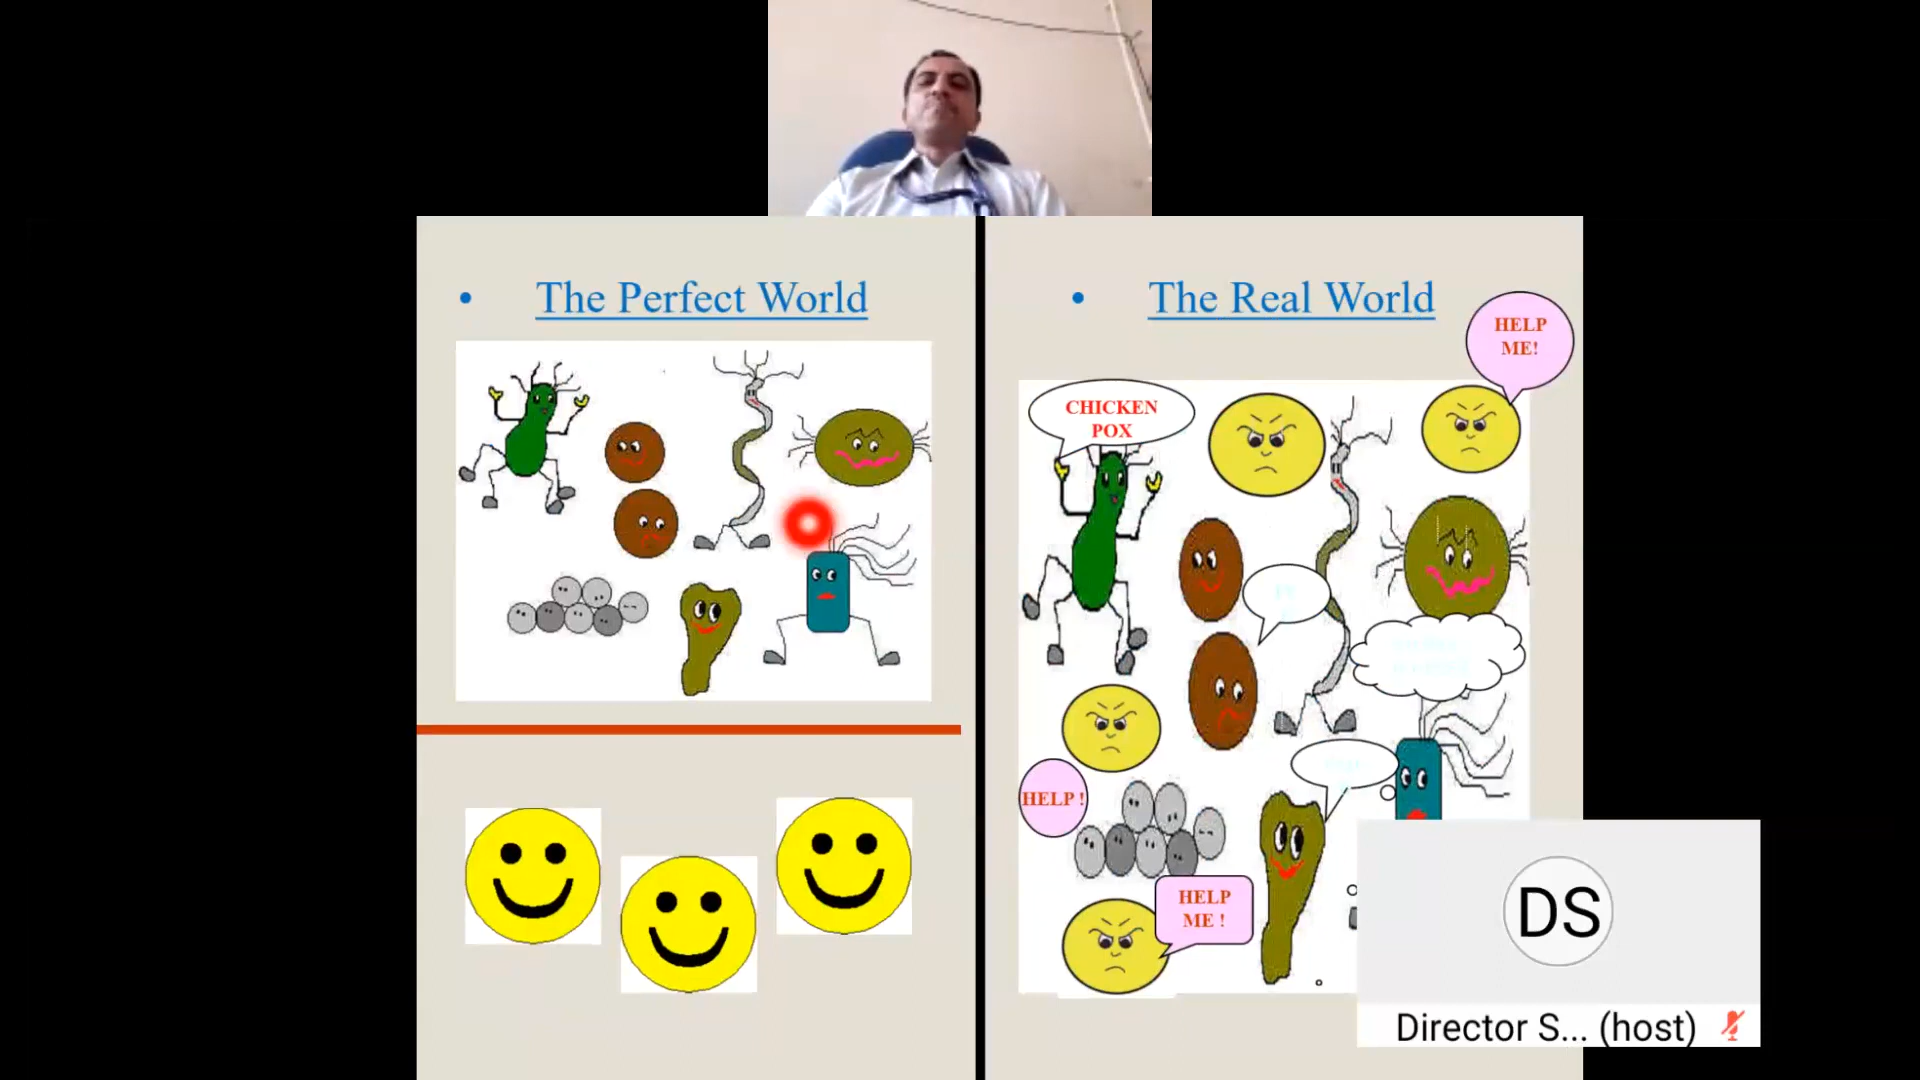 • The Perfect World
• The Real World
HELP
ME!
CHICKEN
POX
HELP !
HELP
ME !
DS
Director S... (host)